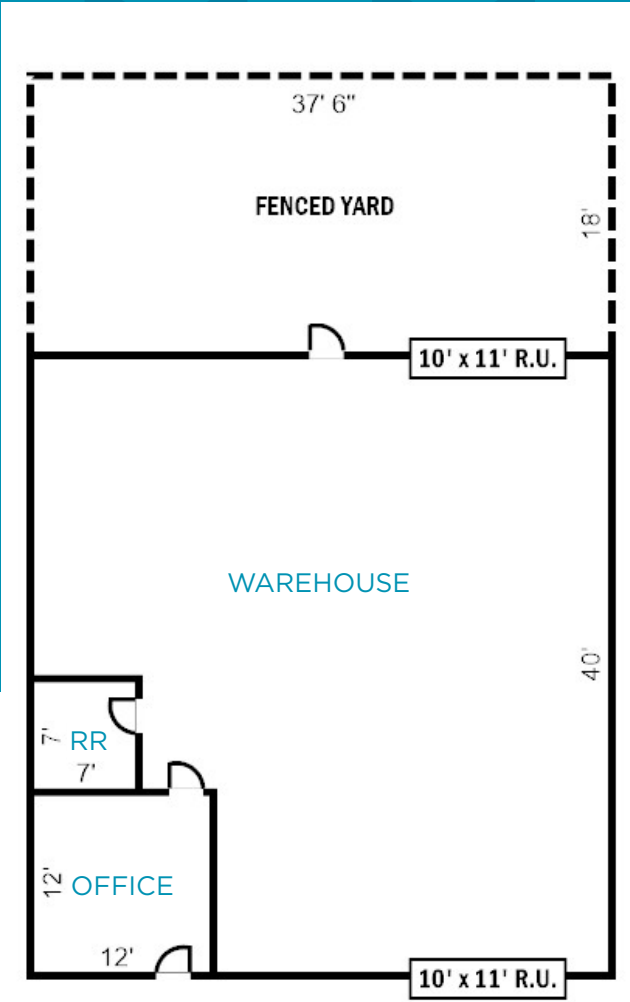 37' 6"
FENCED YARD
18'
10' x 11' R.U.
WAREHOUSE
40'
7'
RR
7'
12'
OFFICE
12'
10' x 11' R.U.